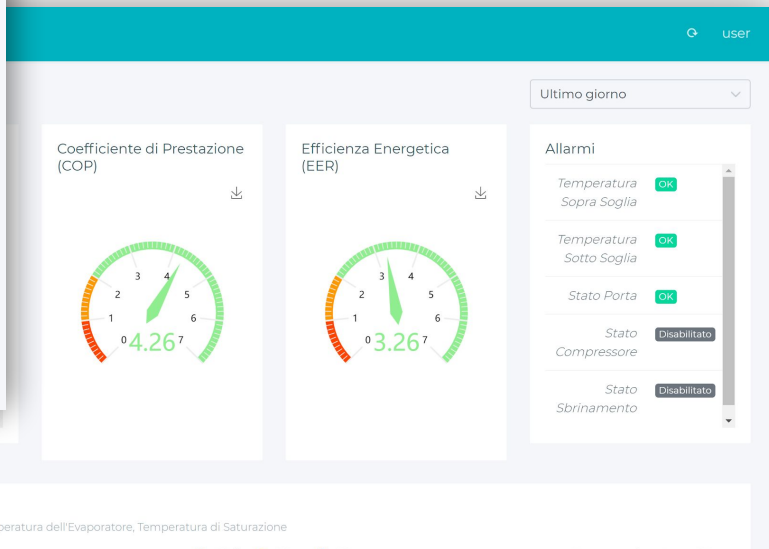 user
Ultimo giorno
Coefficiente di Prestazione
(COP)
0
1
2
3
4
5
6
7
4.26
Efficienza Energetica
(EER)
0
1
2
3
4
5
6
7
3.26
Allarmi
Temperatura
Sopra Soglia
OK
Temperatura
Sotto Soglia
OK
Stato Porta
OK
Stato
Compressore
Disabilitato
Stato
Sbrinamento
Disabilitato
dell'Evaporatore, Temperatura di Saturazione